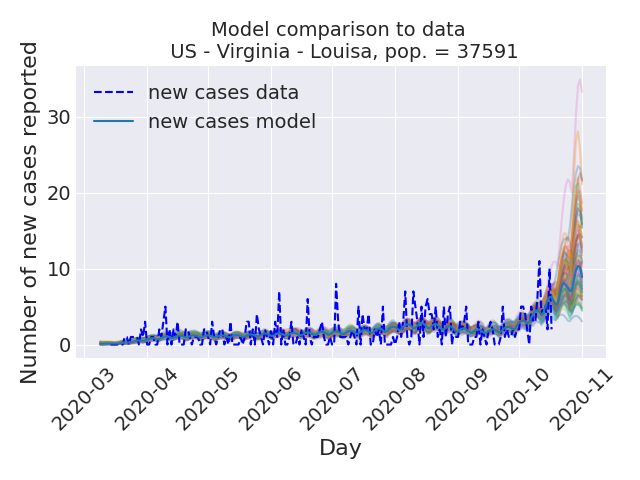 Model comparison to data
US - Virginia - Louisa, pop. = 37591
Number of new cases reported
new cases data
new cases model
30
20
10
0
2020-03
2020-04
2020-05
2020-06
2020-07
2020-08
2020-09
2020-10
2020-11
Day